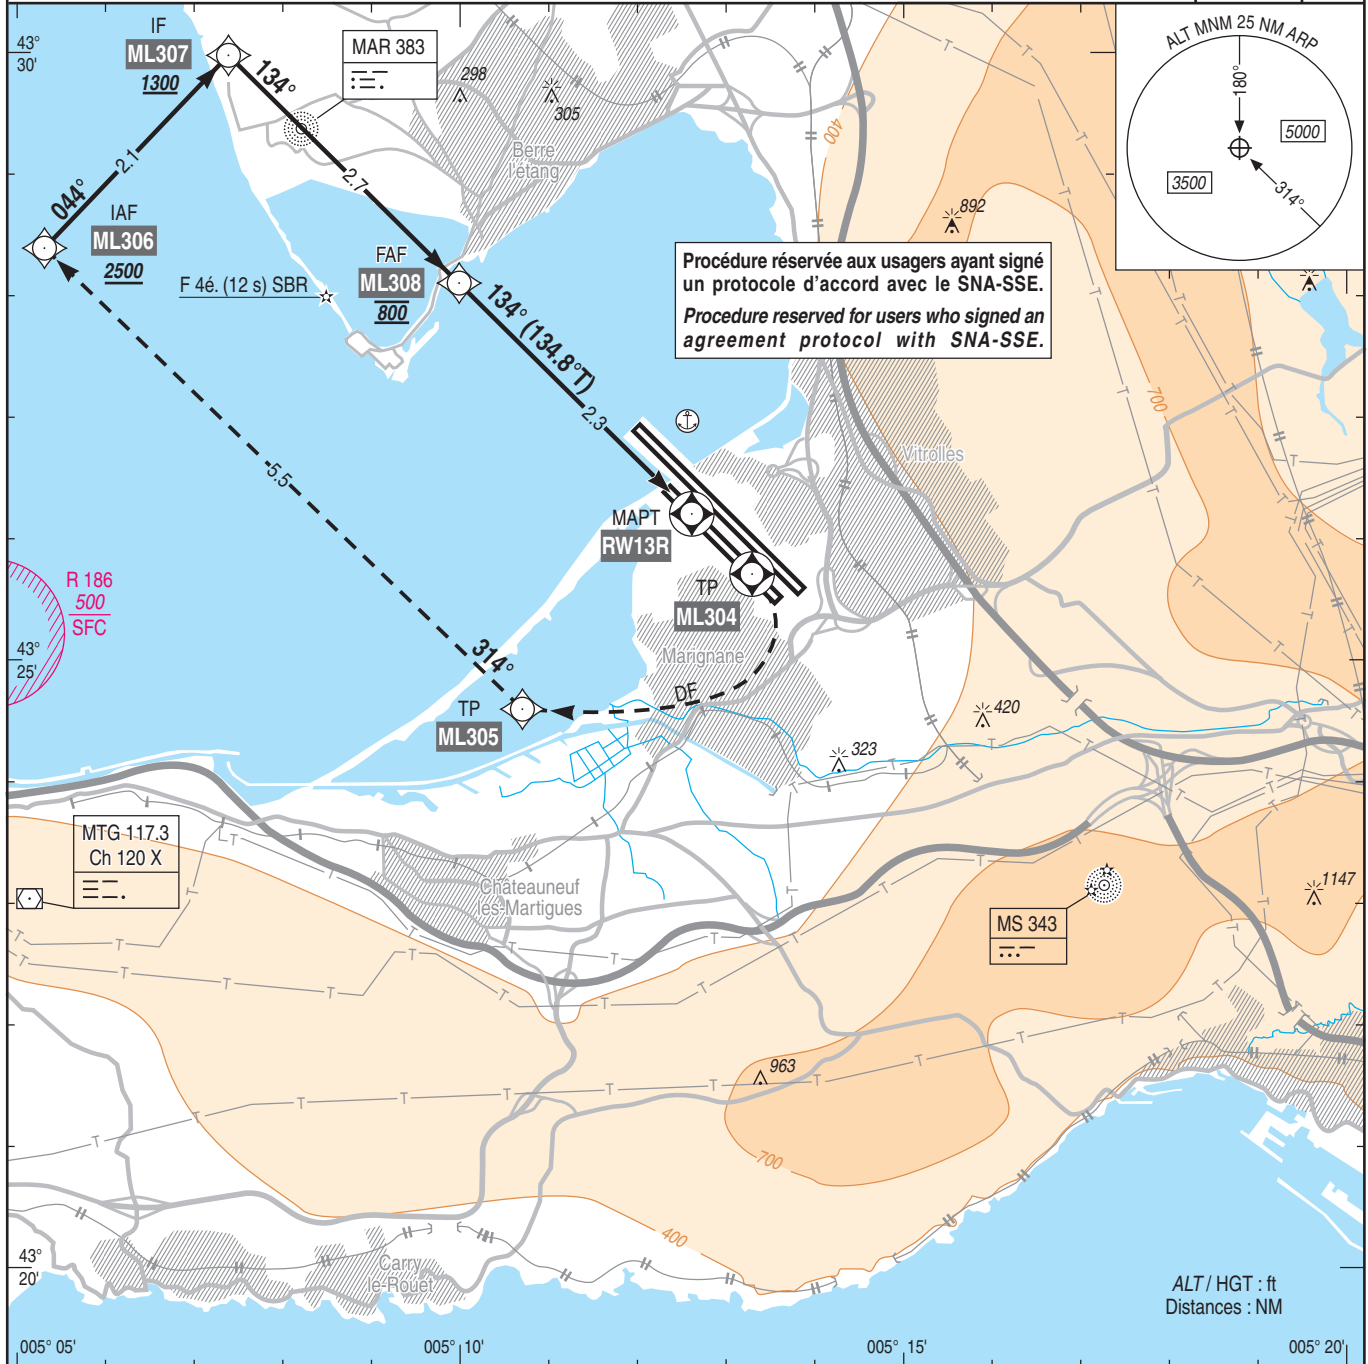 IF
ML307
1300
43°
30'
134°
MAR 383
298
305
Berre
l'étang
400
ALT MNM 25 NM ARP
180°
5000
3500
314°
2.1
044°
2.7
IAF
ML306
2500
FAF
ML308
800
F 4é. (12 s) SBR
892
Procédure réservée aux usagers ayant signé
un protocole d'accord avec le SNA-SSE.
Procedure reserved for users who signed an
agreement protocol with SNA-SSE.
134° (134.8°T)
2.3
700
Vitrolles
5.5
MAPT
RW13R
TP
ML304
R 186
500
SFC
43°
25'
314°
Marignane
DF
TP
ML305
420
323
MTG 117.3
Ch 120 X
Châteauneuf
les-Martigues
MS 343
1147
963
700
400
43°
20'
Carry
le-Rouet
ALT / HGT : ft
Distances : NM
005° 05'
005° 10'
005° 15'
005° 20'